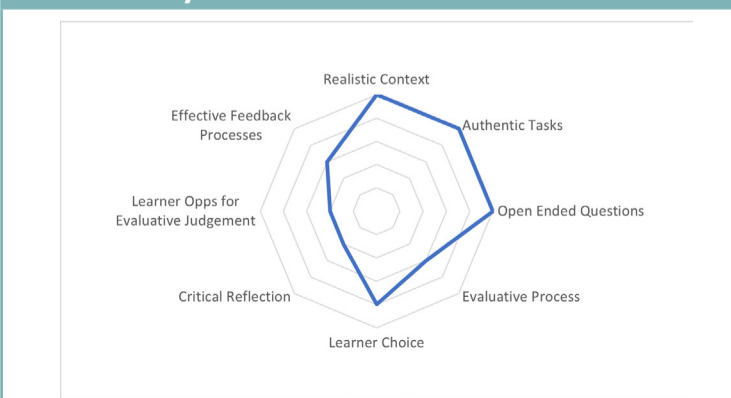 Realistic Context
Effective Feedback
Processes
Authentic Tasks
Learner Opps for
Evaluative Judgement
Open Ended Questions
Critical Reflection
Evaluative Process
Learner Choice